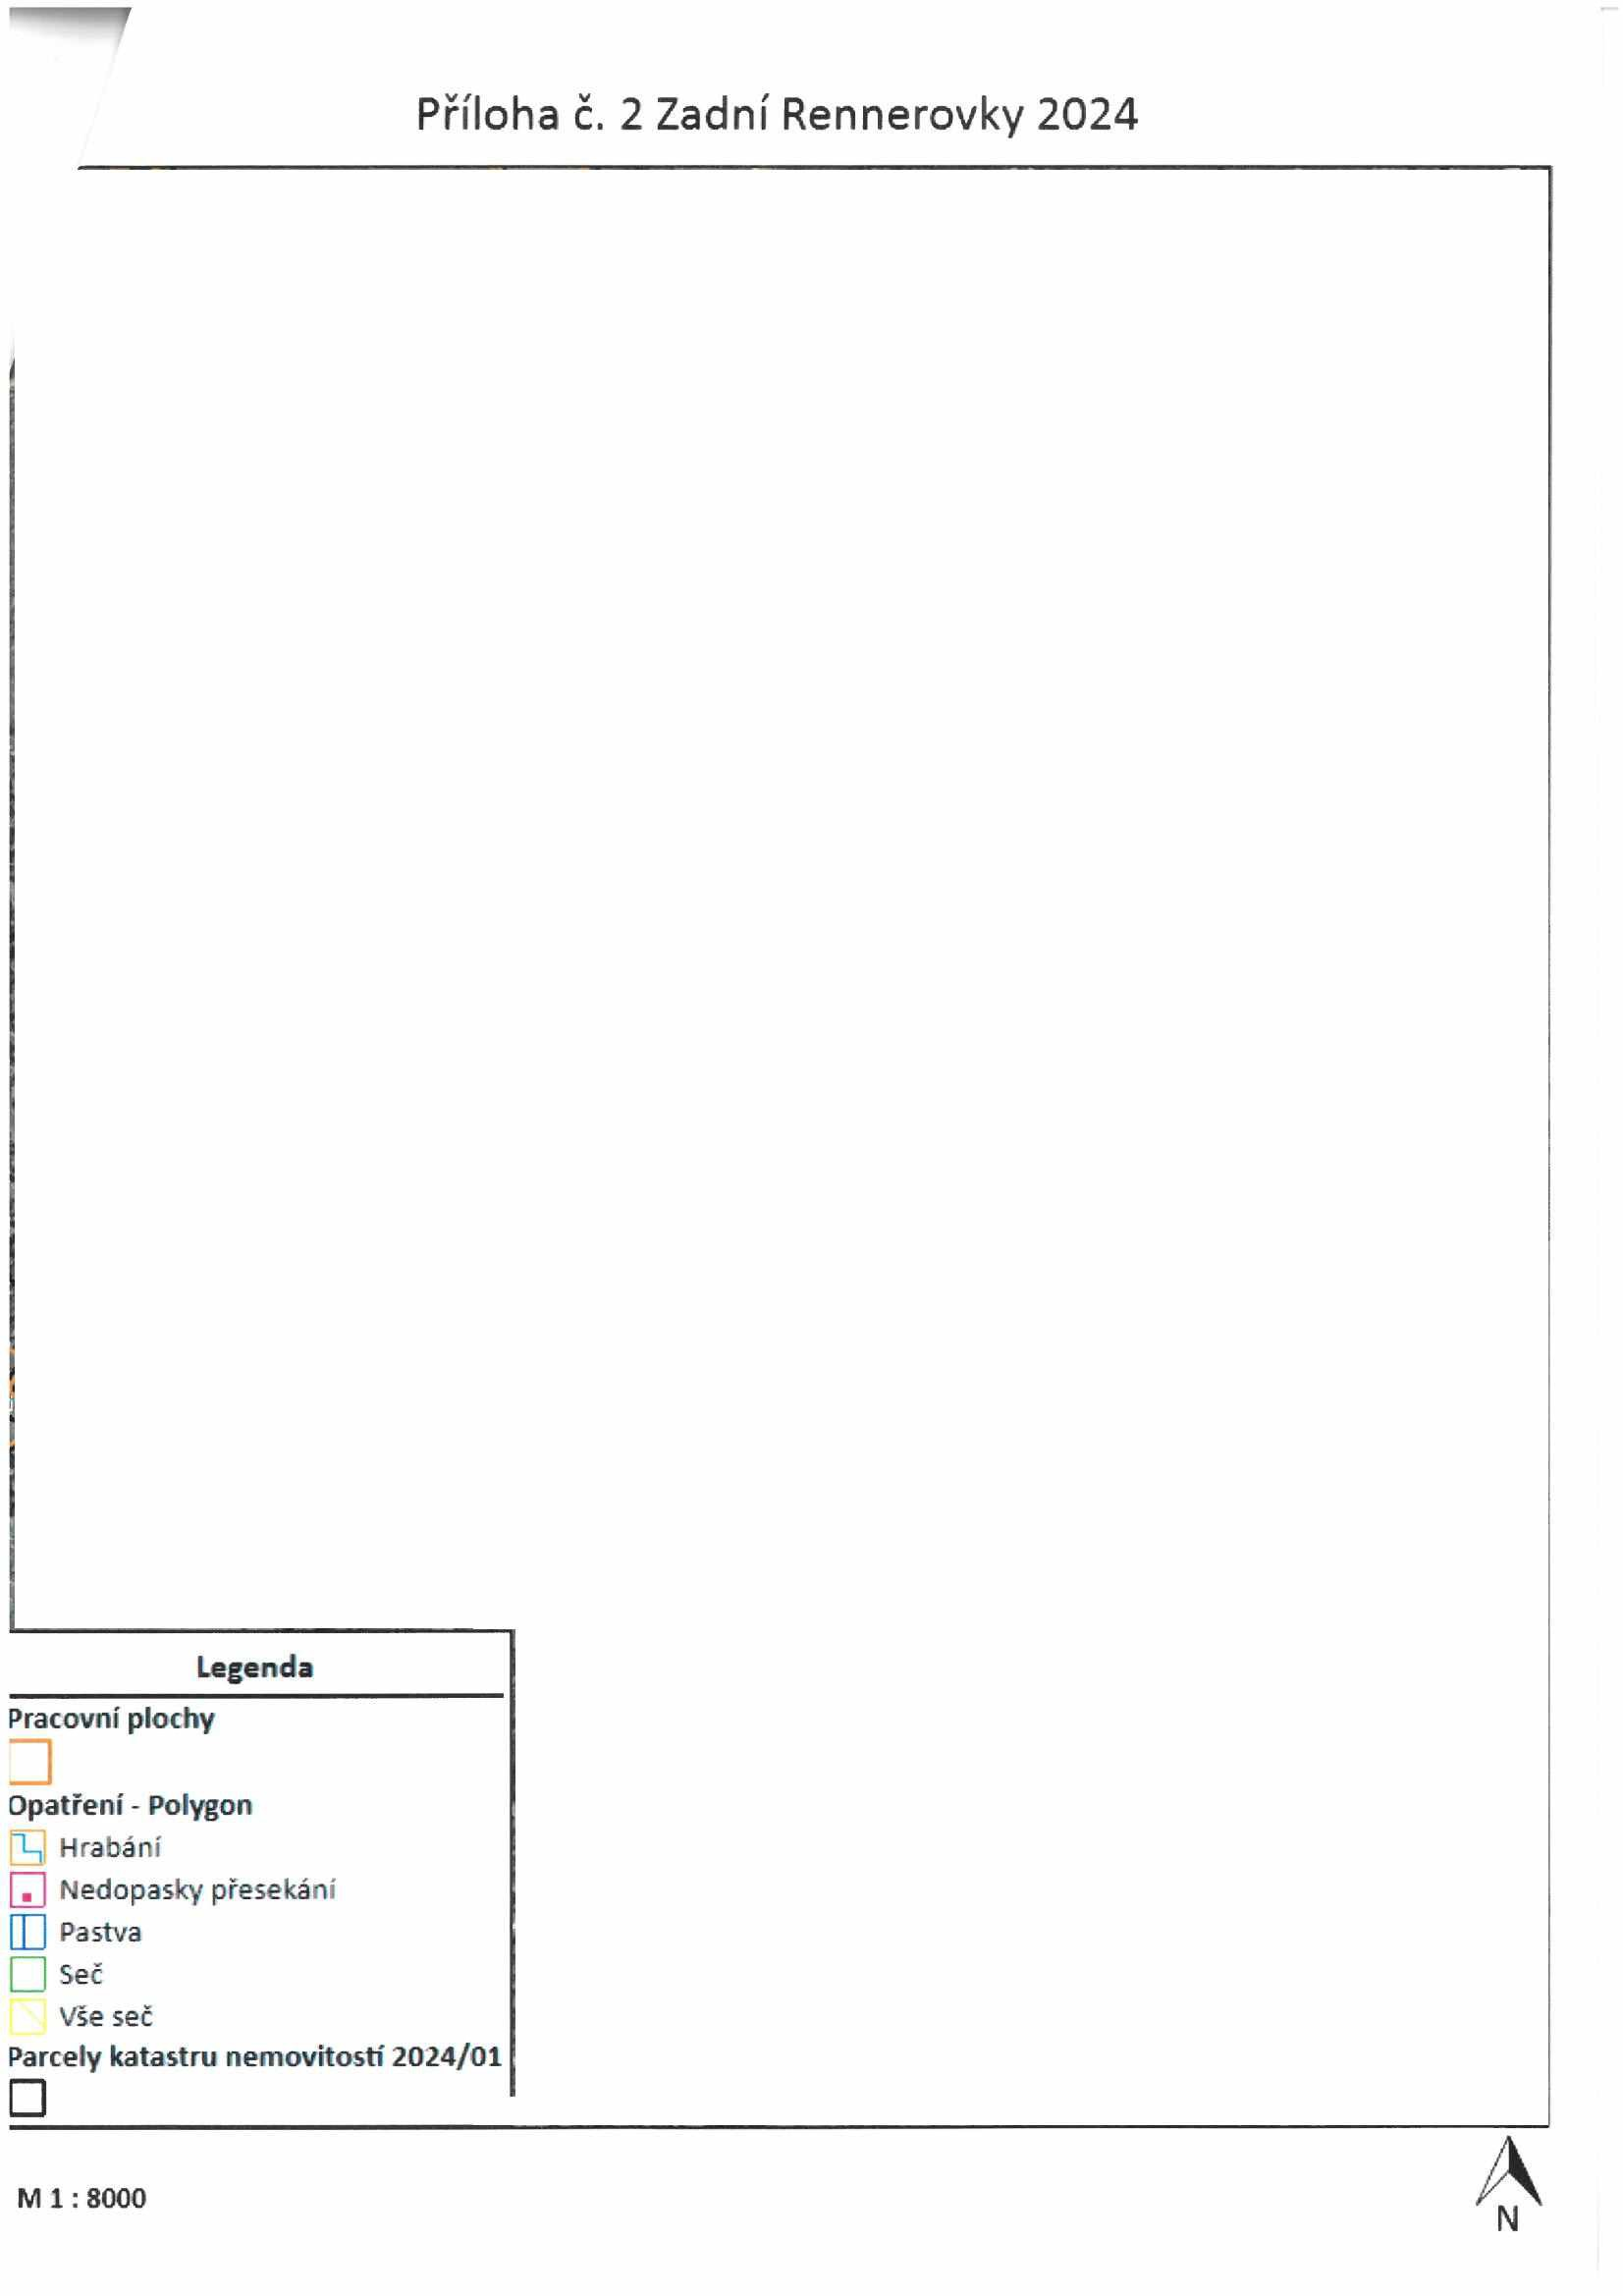 Příloha č. 2 Zadní Rennerovky 2024
Legenda
Pracovní plochy
Opatření - Polygon
Hrabání
Nedopasky přesekání
Pastva
Seč
Vše seč
Parcely katastru nemovitostí 2024/01
M 1 : 8000
N